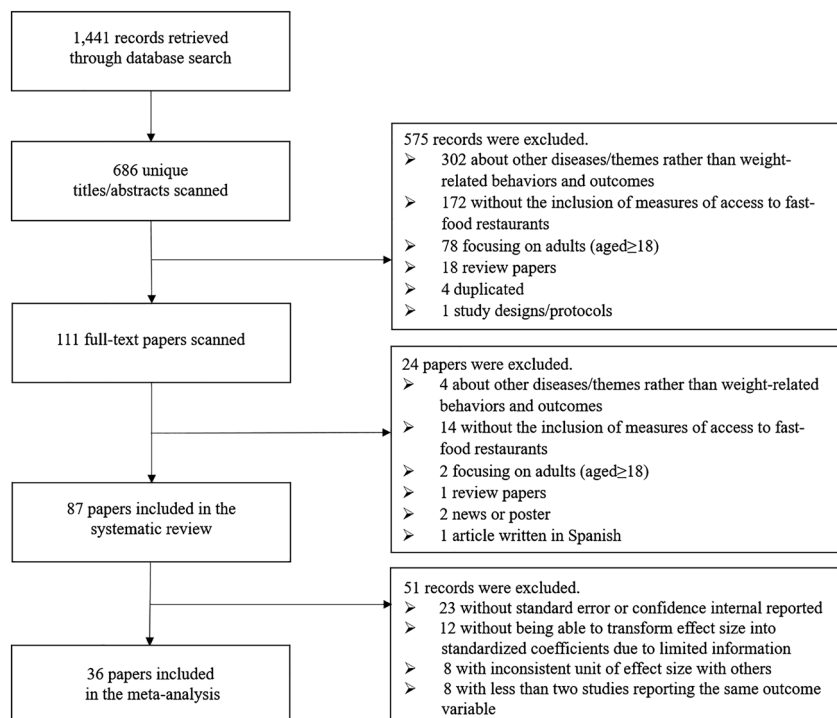 1,441 records retrieved
through database search
686 unique
titles/abstracts scanned
575 records were excluded.
➢ 302 about other diseases/themes rather than weight-
related behaviors and outcomes
➢ 172 without the inclusion of measures of access to fast-
food restaurants
➢ 78 focusing on adults (aged≥18)
➢ 18 review papers
➢ 4 duplicated
➢ 1 study designs/protocols
111 full-text papers scanned
24 papers were excluded.
➢ 4 about other diseases/themes rather than weight-related
behaviors and outcomes
➢ 14 without the inclusion of measures of access to fast-
food restaurants
➢ 2 focusing on adults (aged≥18)
➢ 1 review papers
➢ 2 news or poster
➢ 1 article written in Spanish
87 papers included in the
systematic review
51 records were excluded.
➢ 23 without standard error or confidence internal reported
➢ 12 without being able to transform effect size into
standardized coefficients due to limited information
➢ 8 with inconsistent unit of effect size with others
➢ 8 with less than two studies reporting the same outcome
variable
36 papers included
in the meta-analysis